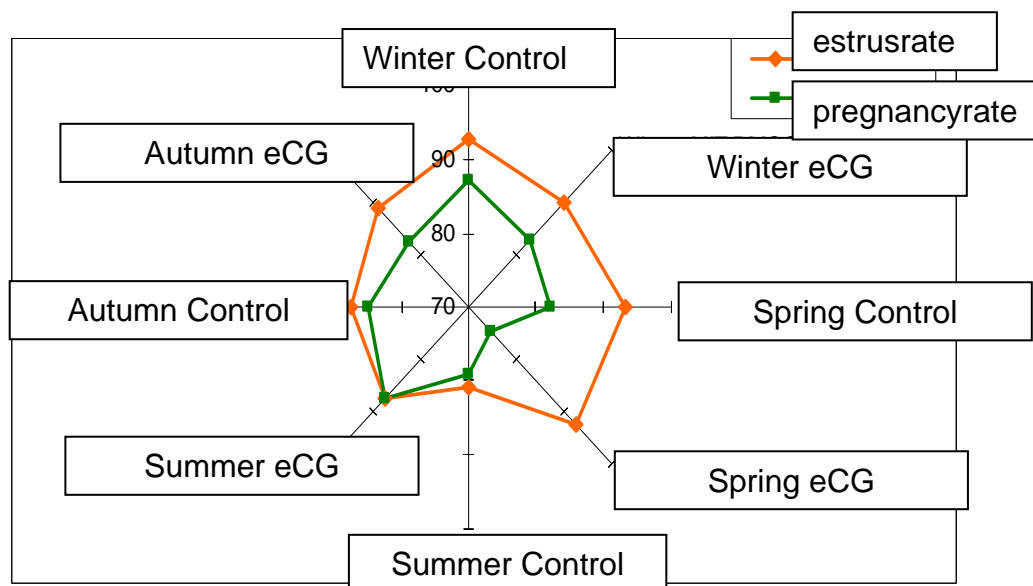 estrusrate
Winter Control
pregnancyrate
Autumn eCG
90
Winter eCG
80
Autumn Control
70
Spring Control
Summer eCG
Spring eCG
Summer Control